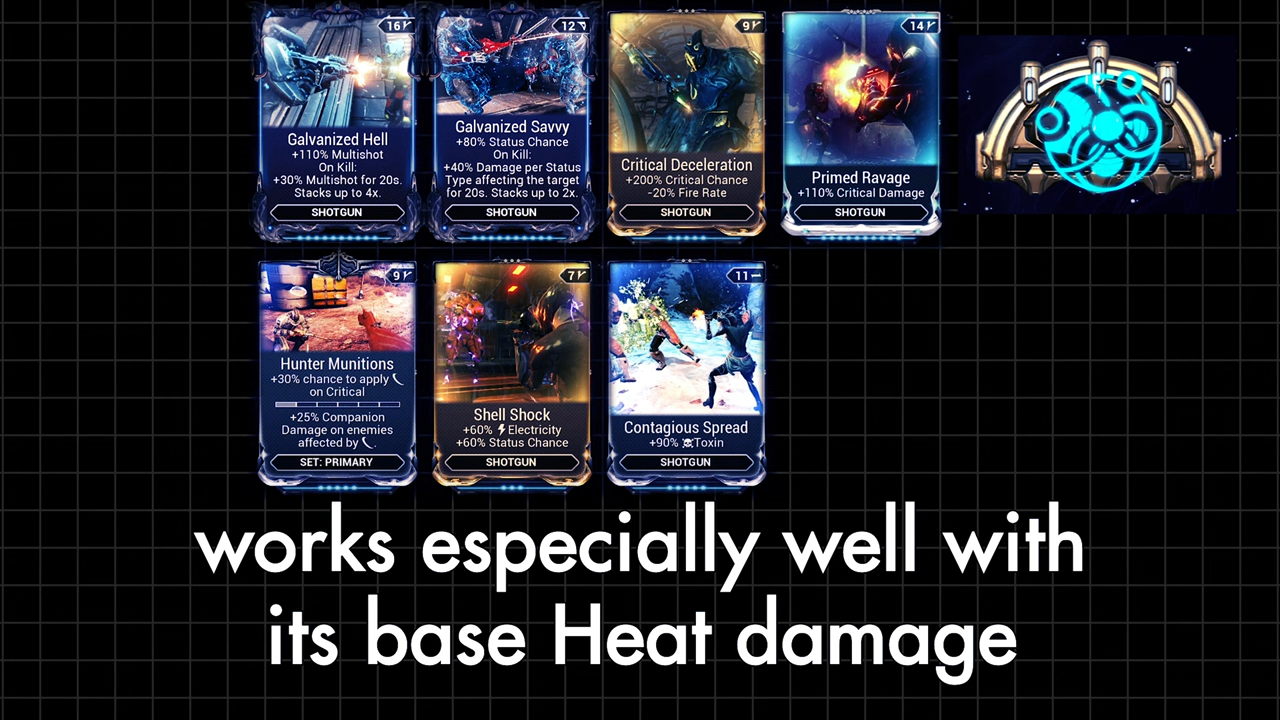 16
Galvanized Hell
+110% Multishot
On Kill:
+30% Multishot for 20s.
Stacks up to 4x.
SHOTGUN
12
Galvanized Savvy
+80% Status Chance
On Kill:
+40% Damage per Status
Type affecting the target
for 20s. Stacks up to 2x.
SHOTGUN
9
Critical Deceleration
+200% Critical Chance
-20% Fire Rate
SHOTGUN
14
Primed Ravage
+110% Critical Damage
SHOTGUN
9
Hunter Munitions
+30% chance to apply
on Critical
+25% Companion
Damage on enemies
affected by .
SET: PRIMARY
7
Shell Shock
+60% Electricity
+60% Status Chance
SHOTGUN
11
Contagious Spread
+90% Toxin
SHOTGUN
works especially well with
its base Heat damage